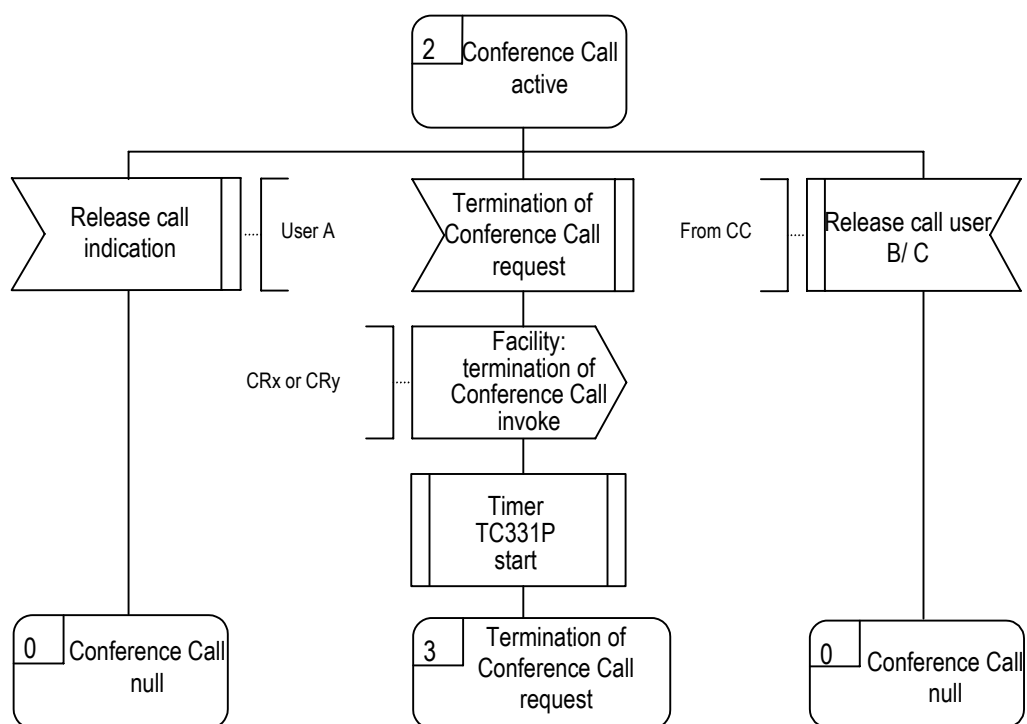 2
Conference Call
active
Release call
indication
User A
Termination of
Conference Call
request
From CC
Release call user
B/ C
CRx or CRy
Facility:
termination of
Conference Call
invoke
Timer
TC331P
start
0
Conference Call
null
3
Termination of
Conference Call
request
0
Conference Call
null